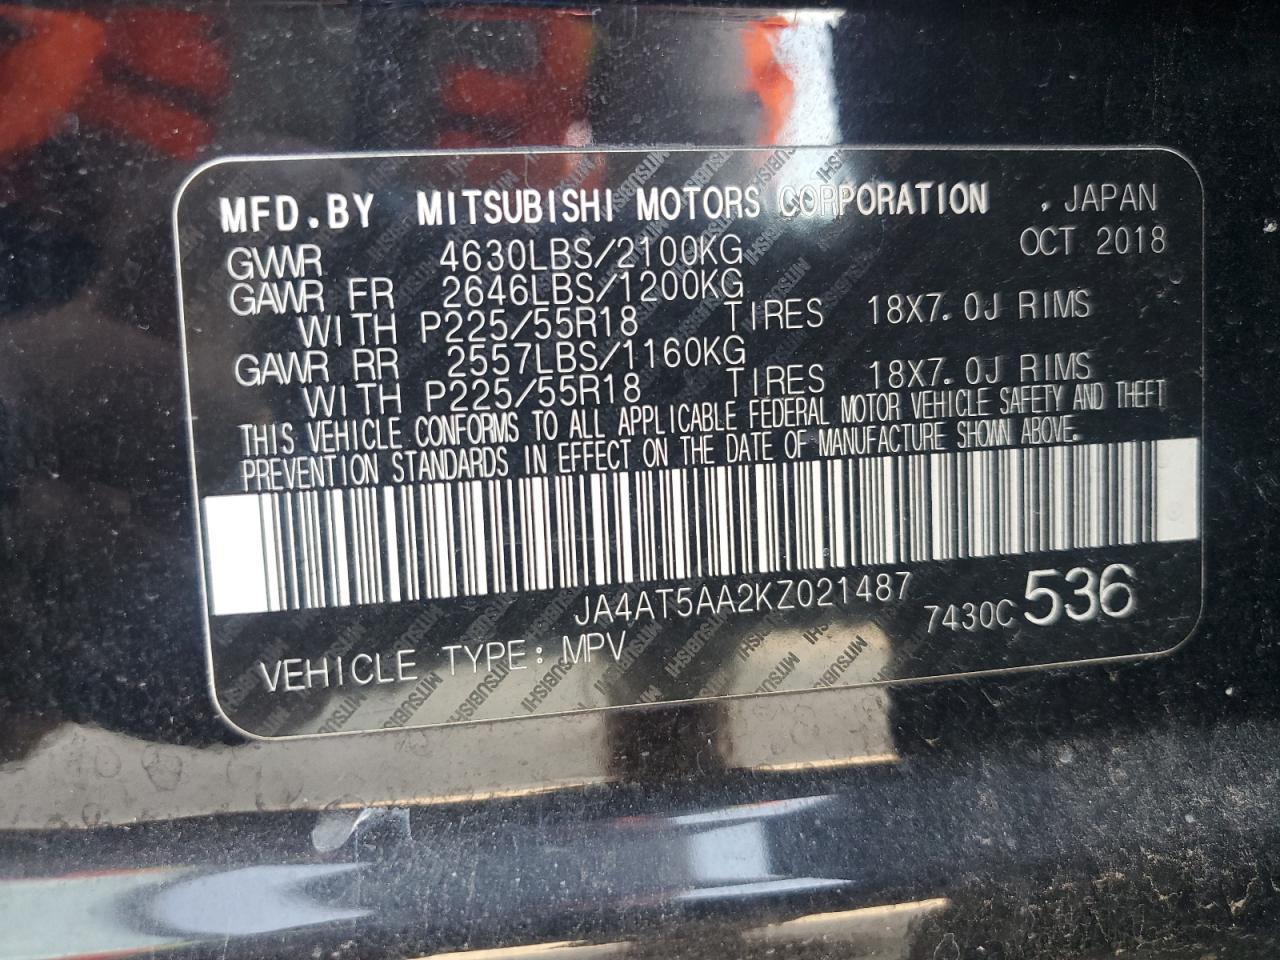 MFD.BY MITSUBISHI MOTORS CORPORATION , JAPAN
OCT 2018
GVWR 4630LBS/2100KG
GAWR FR 2646LBS/1200KG
WITH P225/55R18 TIRES 18X7.0J RIMS
GAWR RR 2557LBS/1160KG
WITH P225/55R18 TIRES 18X7.0J RIMS
THIS VEHICLE CONFORMS TO ALL APPLICABLE FEDERAL MOTOR VEHICLE SAFETY AND THEFT
PREVENTION STANDARDS IN EFFECT ON THE DATE OF MANUFACTURE SHOWN ABOVE.
JA4AT5AA2KZ021487
7430C 536
VEHICLE TYPE: MPV